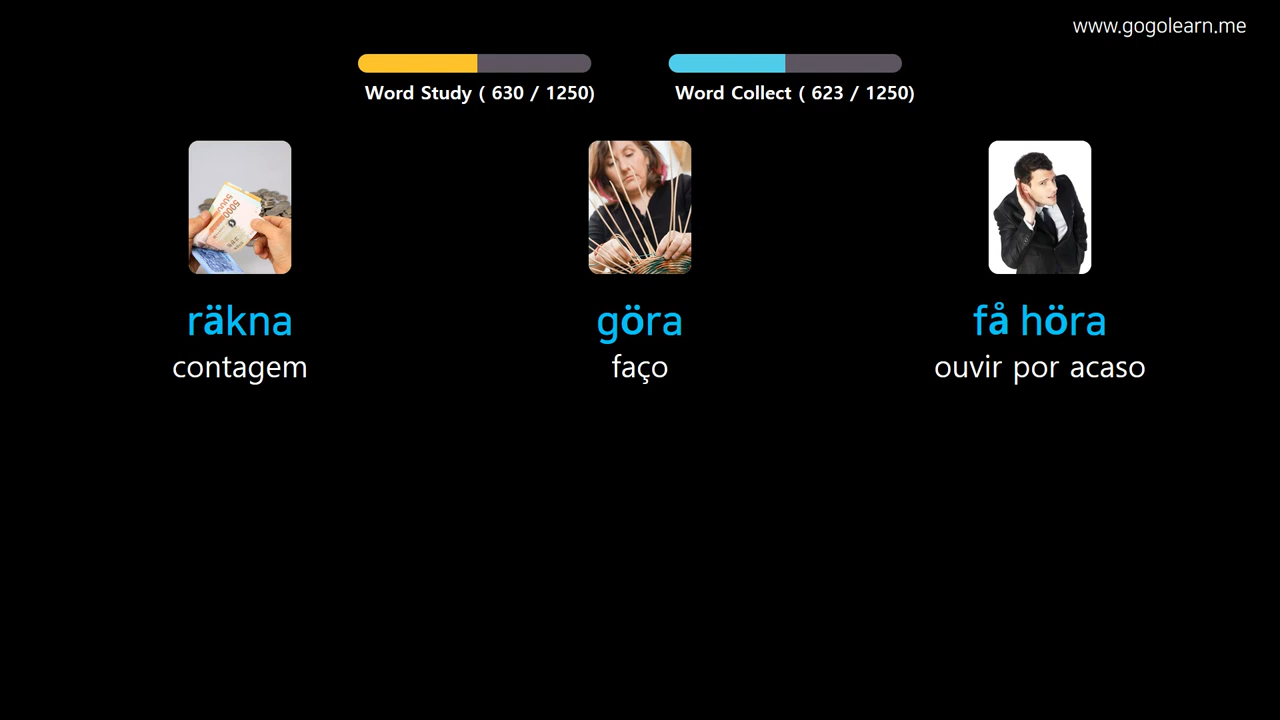 www.gogolearn.me
Word Study ( 630 / 1250)
Word Collect ( 623 / 1250)
räkna
göra
få höra
contagem
faço
ouvir por acaso